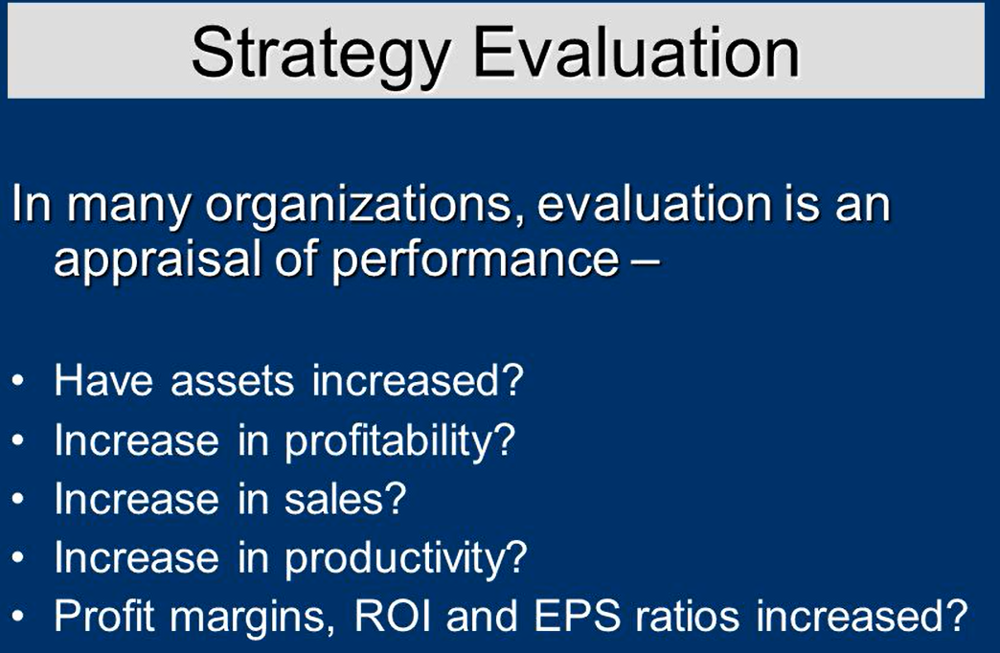 Strategy Evaluation
In many organizations, evaluation is an
appraisal of performance –
• Have assets increased?
• Increase in profitability?
• Increase in sales?
• Increase in productivity?
• Profit margins, ROI and EPS ratios increased?